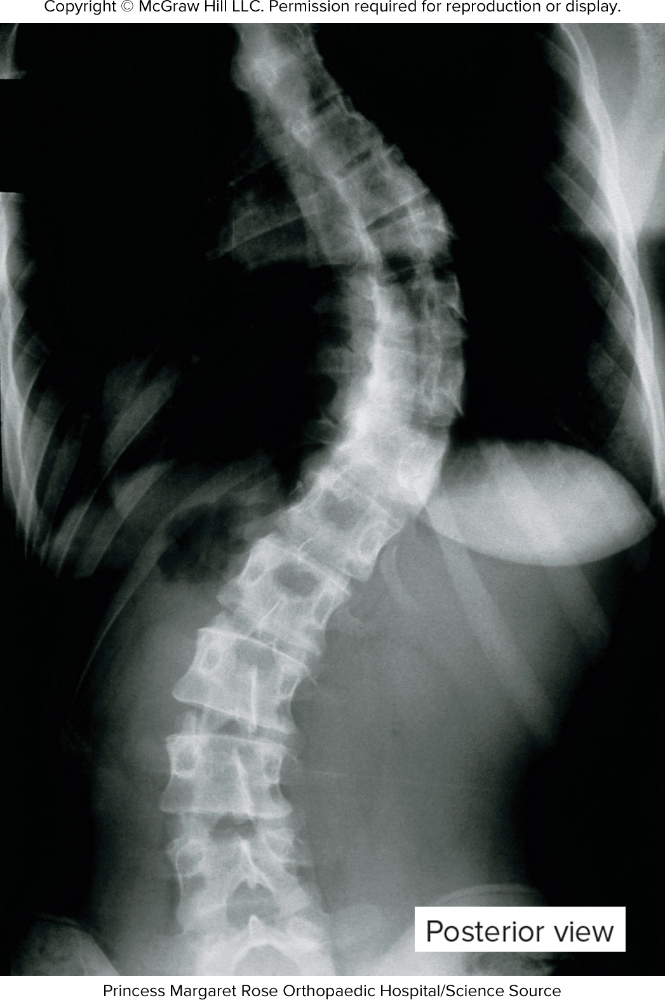 Copyright © McGraw Hill LLC. Permission required for reproduction or display.
Posterior view
Princess Margaret Rose Orthopaedic Hospital/Science Source